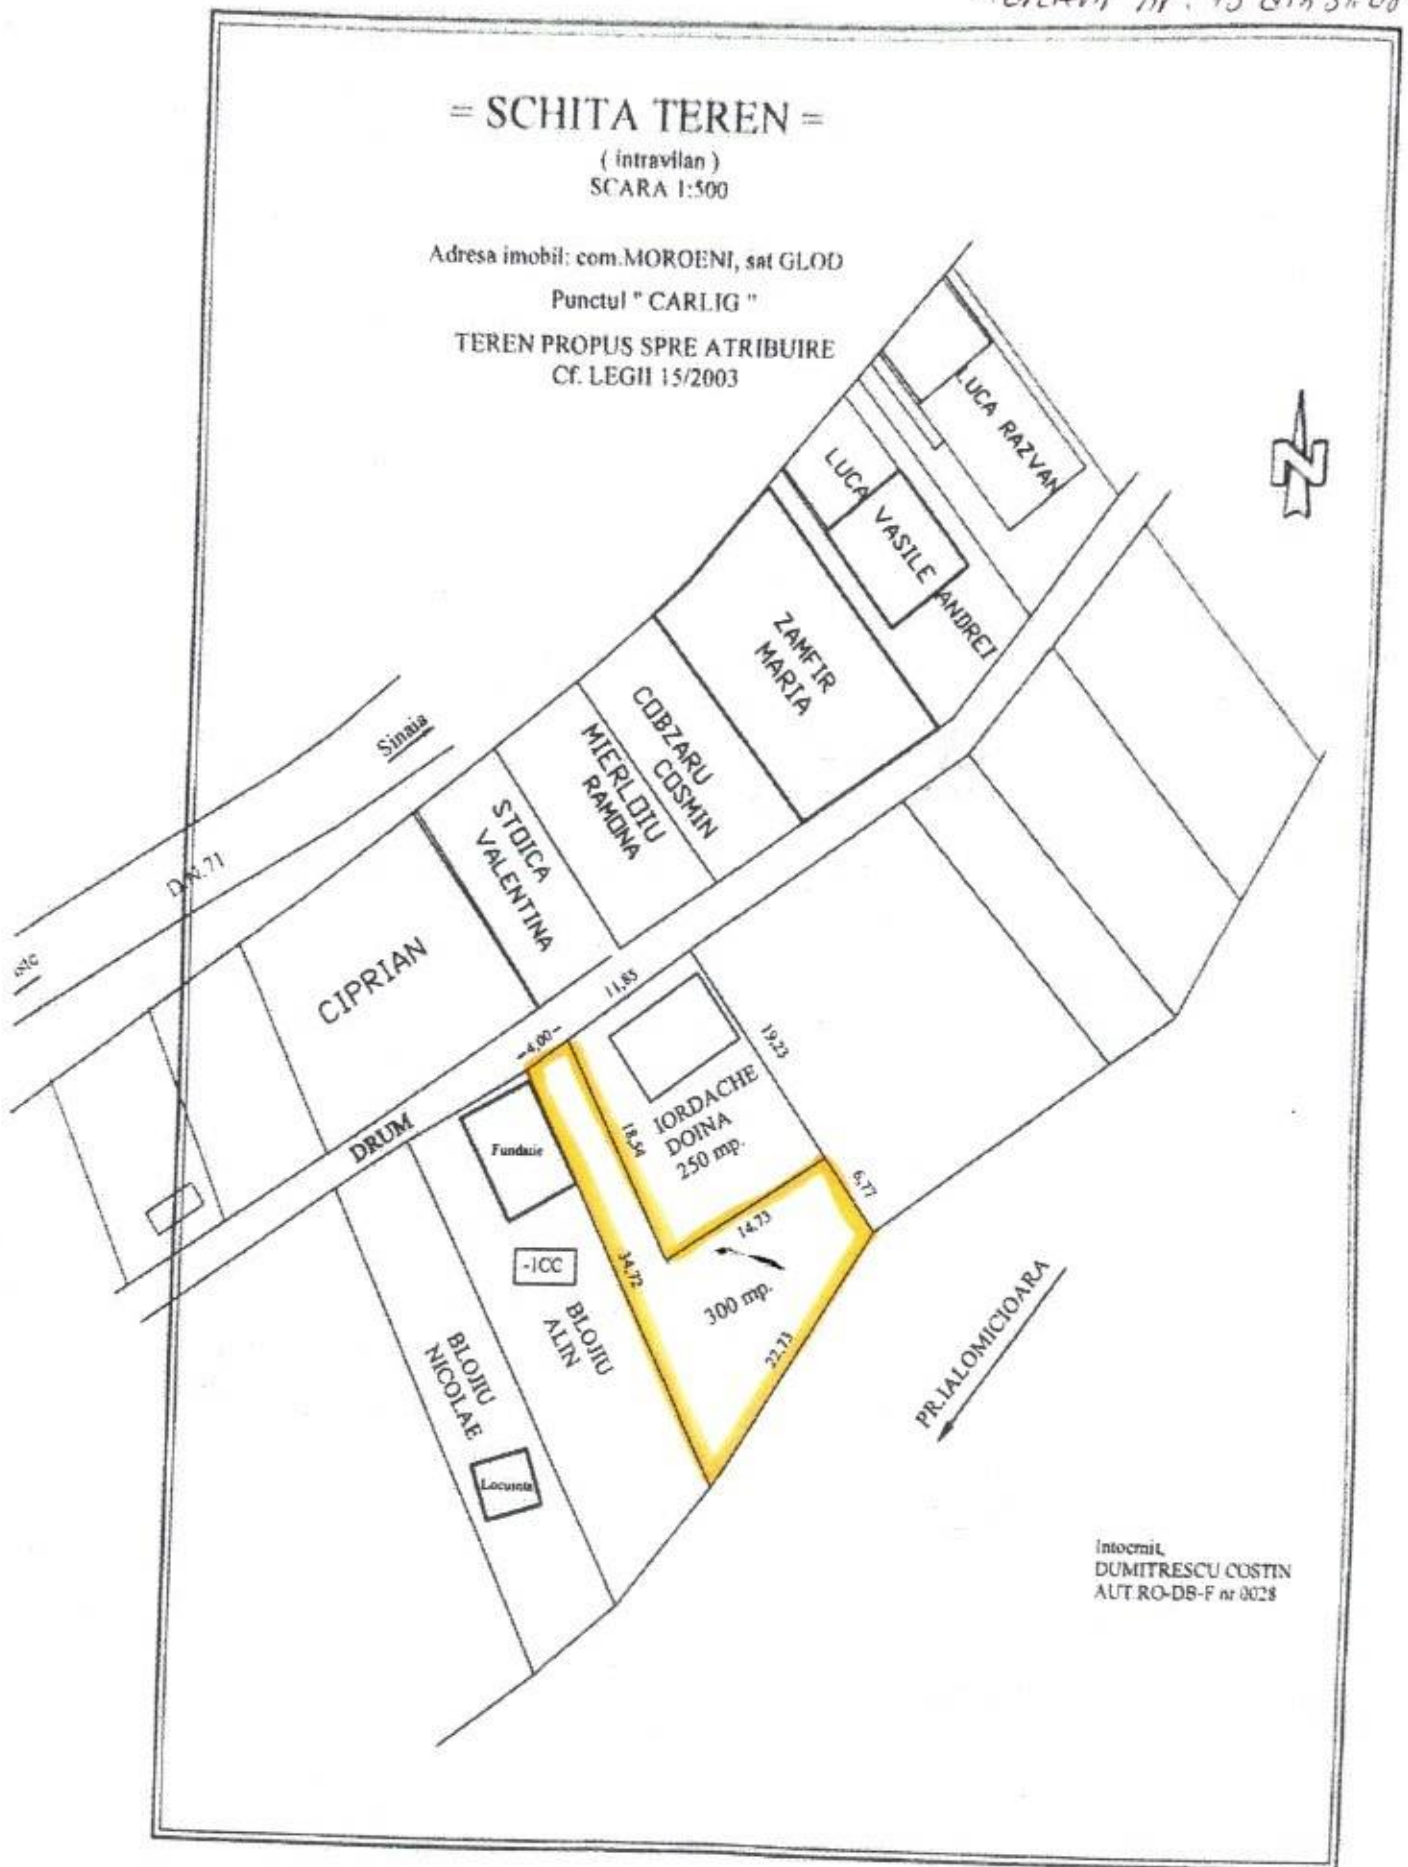 = SCHITA TEREN =
( intravilan )
SCARA 1:500
Adresa imobil: com.MOROENI, sat GLOD
Punctul " CARLIG "
TEREN PROPUS SPRE ATRIBUIRE
Cf. LEGII 15/2003
LUCA RAZVAN
N
LUCA VASILE ANDREI
ZAMFIR
MARIA
COBZARU
COSMIN
MIERLOIU
RAMONA
STOICA
VALENTINA
Sinaia
D.N.71
CIPRIAN
DRUM
11,85
-4,00-
19,23
IORDACHE
DOINA
250 mp.
18,54
14,73
6,77
Fundatie
34,72
300 mp.
22,73
-1CC
BLOJIU
ALIN
BLOJIU
NICOLAE
Locuinta
PR.IALOMICIOARA
Intocmit,
DUMITRESCU COSTIN
AUT RO-DB-F nr 0028